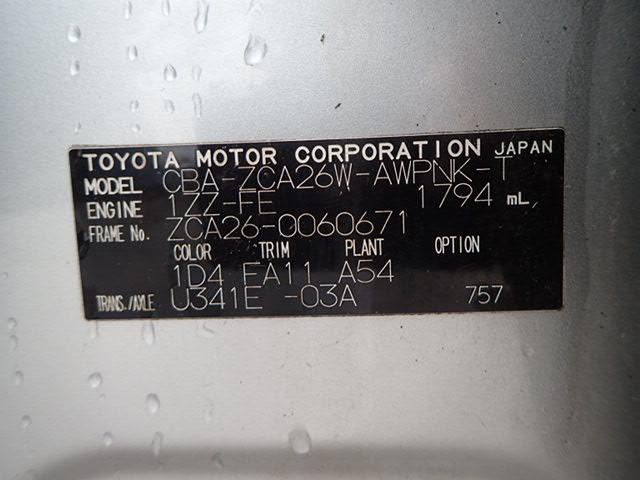 TOYOTA MOTOR CORPORATION JAPAN
MODEL CBA-ZCA26W-AWPNK-T
ENGINE 1ZZ-FE 1794 mL,
FRAME No. ZCA26-0060671
COLOR TRIM PLANT OPTION
1D4 FA11 A54
TRANS./AXLE U341E -03A 757